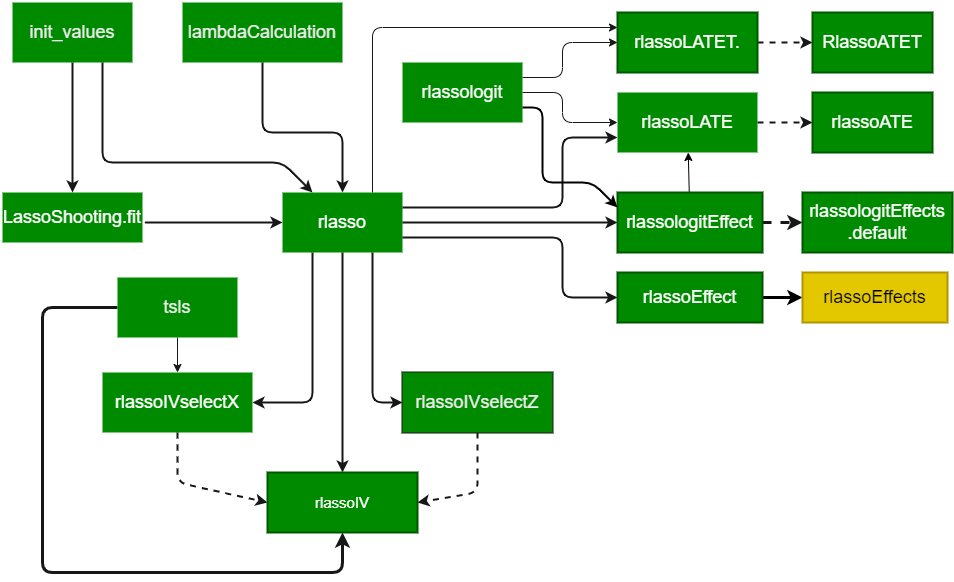 init_values
lambdaCalculation
rlassoLATET.
RlassoATET
rlassologit
rlassoLATE
rlassoATE
LassoShooting.fit
rlasso
rlassologitEffect
rlassologitEffects
.default
tsls
rlassoEffect
rlassoEffects
rlassoIVselectX
rlassoIVselectZ
rlassoIV